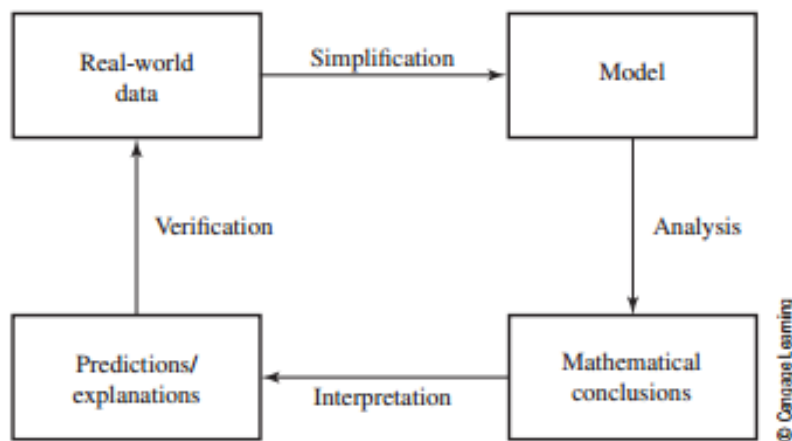 Real-world
data
Simplification
Model
Verification
Analysis
Predictions/
explanations
Interpretation
Mathematical
conclusions
© Cengage Learning